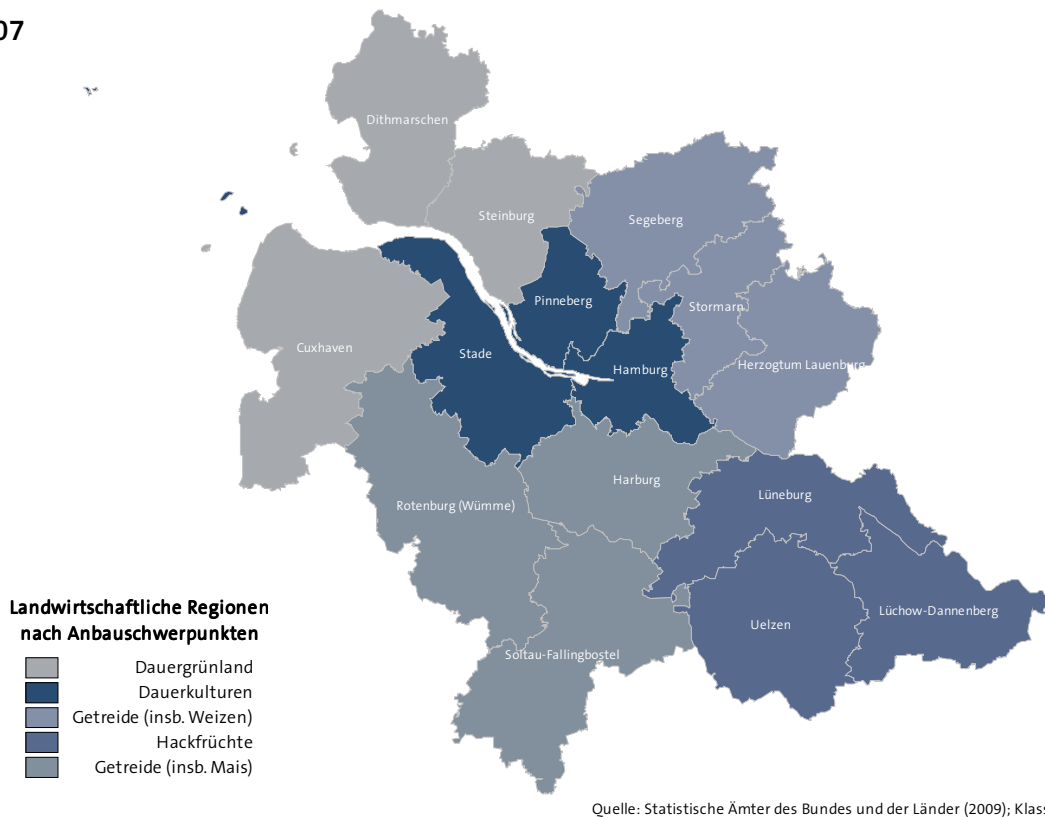 07
Dithmarschen
Steinburg
Segeberg
Pinneberg
Stormarn
Cuxhaven
Stade
Hamburg
Herzogtum Lauenburg
Harburg
Lüneburg
Rotenburg (Wümme)
Lüchow-Dannenberg
Uelzen
Soltau-Fallingbostel
Landwirtschaftliche Regionen
nach Anbauschwerpunkten
Dauergrünland
Dauerkulturen
Getreide (insb. Weizen)
Hackfrüchte
Getreide (insb. Mais)
Quelle: Statistische Ämter des Bundes und der Länder (2009); Klass